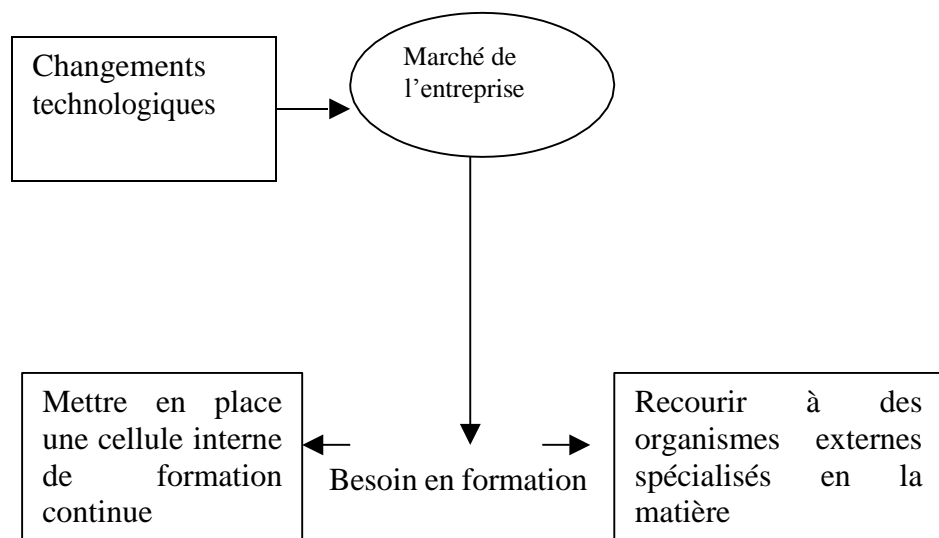 Changements
technologiques
Marché de
l’entreprise
Mettre en place
une cellule interne
de formation
continue
Besoin en formation
Recourir à des
organismes externes
spécialisés en la
matière